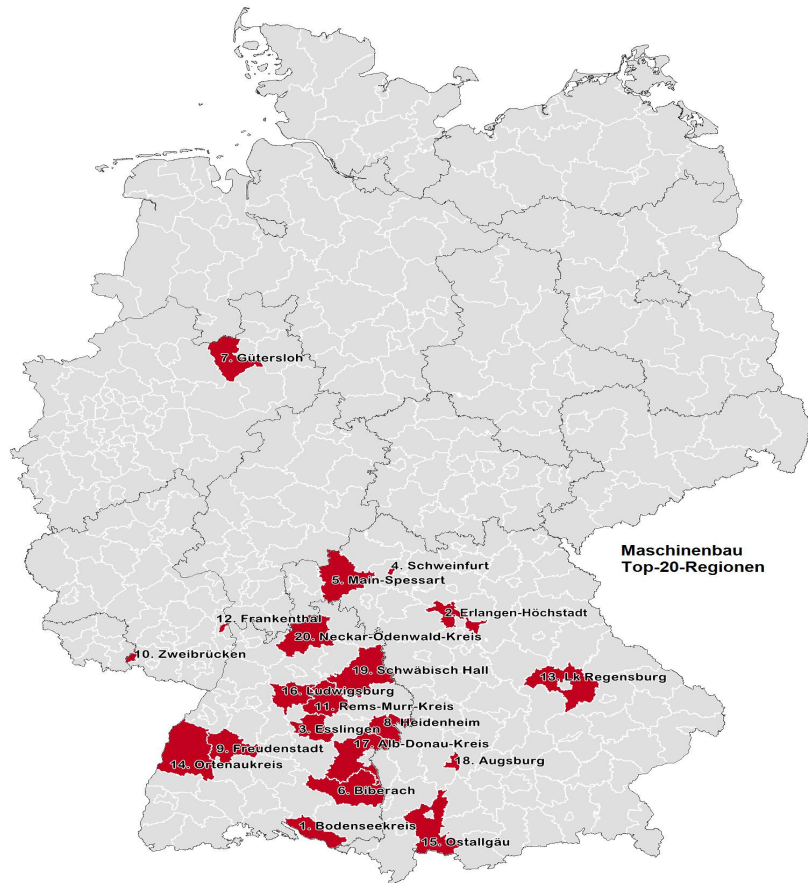 7. Gütersloh
Maschinenbau
Top-20-Regionen
4. Schweinfurt
5. Main-Spessart
2. Erlangen-Höchstadt
12. Frankenthal
20. Neckar-Odenwald-Kreis
10. Zweibrücken
19. Schwäbisch Hall
13. Lk Regensburg
16. Ludwigsburg
11. Rems-Murr-Kreis
8. Heidenheim
3. Esslingen
17. Alb-Donau-Kreis
9. Freudenstadt
14. Ortenaukreis
18. Augsburg
6. Biberach
1. Bodenseekreis
15. Ostallgäu